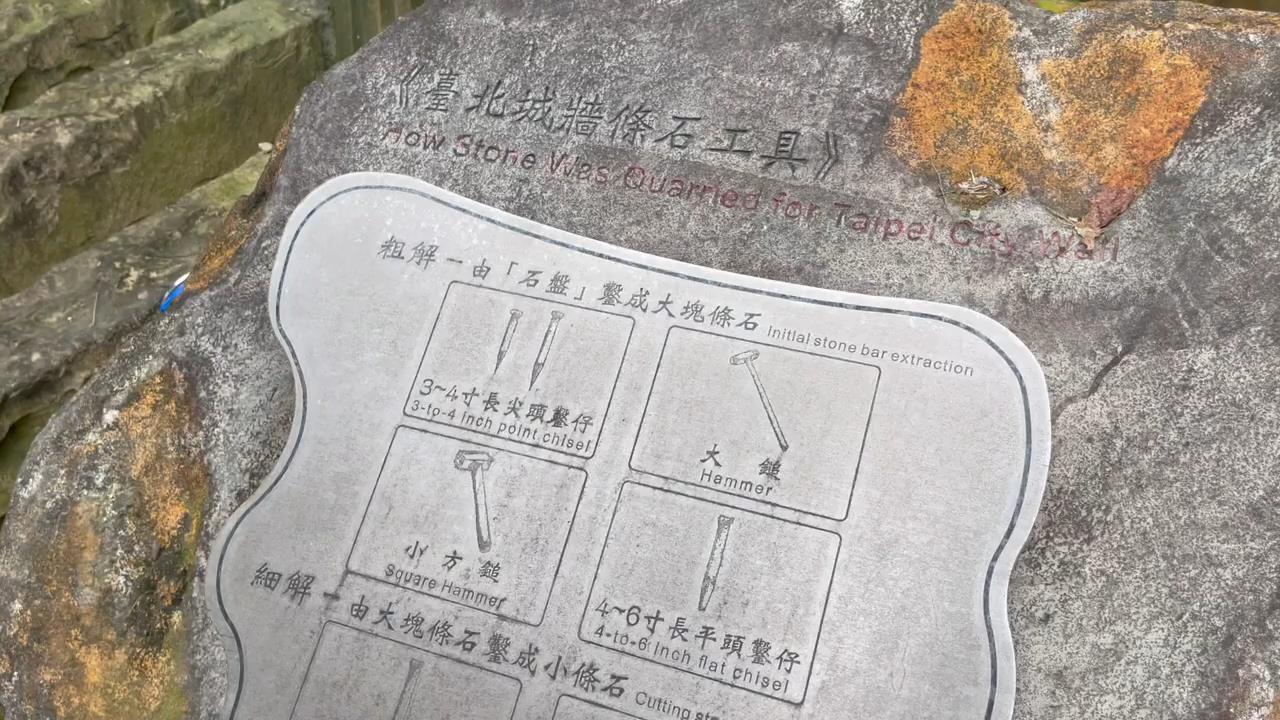 《臺北城牆條石工具》
How Stone Was Quarried for Taipei City Wall
粗解－由「石盤」鑿成大塊條石 Initial stone bar extraction
3~4寸長尖頭鑿仔
3-to-4 inch point chisel
大鎚
Hammer
小方鎚
Square Hammer
4~6寸長平頭鑿仔
4-to-6 inch flat chisel
細解－由大塊條石鑿成小條石 Cutting